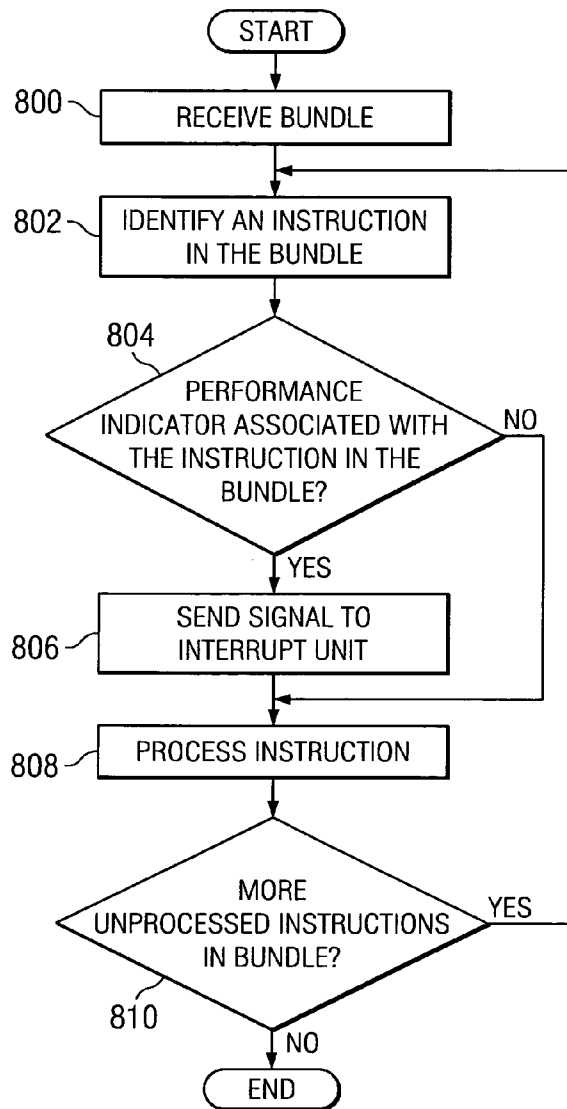 START
800
RECEIVE BUNDLE
802
IDENTIFY AN INSTRUCTION
IN THE BUNDLE
804
PERFORMANCE
INDICATOR ASSOCIATED WITH
THE INSTRUCTION IN THE
BUNDLE?
NO
YES
806
SEND SIGNAL TO
INTERRUPT UNIT
808
PROCESS INSTRUCTION
MORE
UNPROCESSED INSTRUCTIONS
IN BUNDLE?
YES
810
NO
END